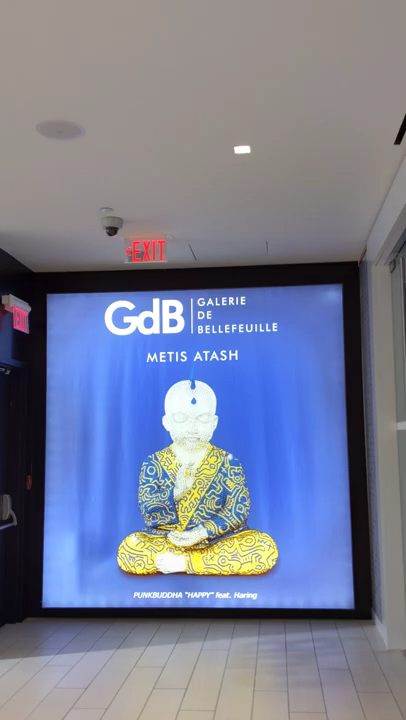 EXIT
EXIT
GdB
GALERIE
DE
BELLEFEUILLE
METIS ATASH
PUNKBUDDHA "HAPPY" feat. Haring